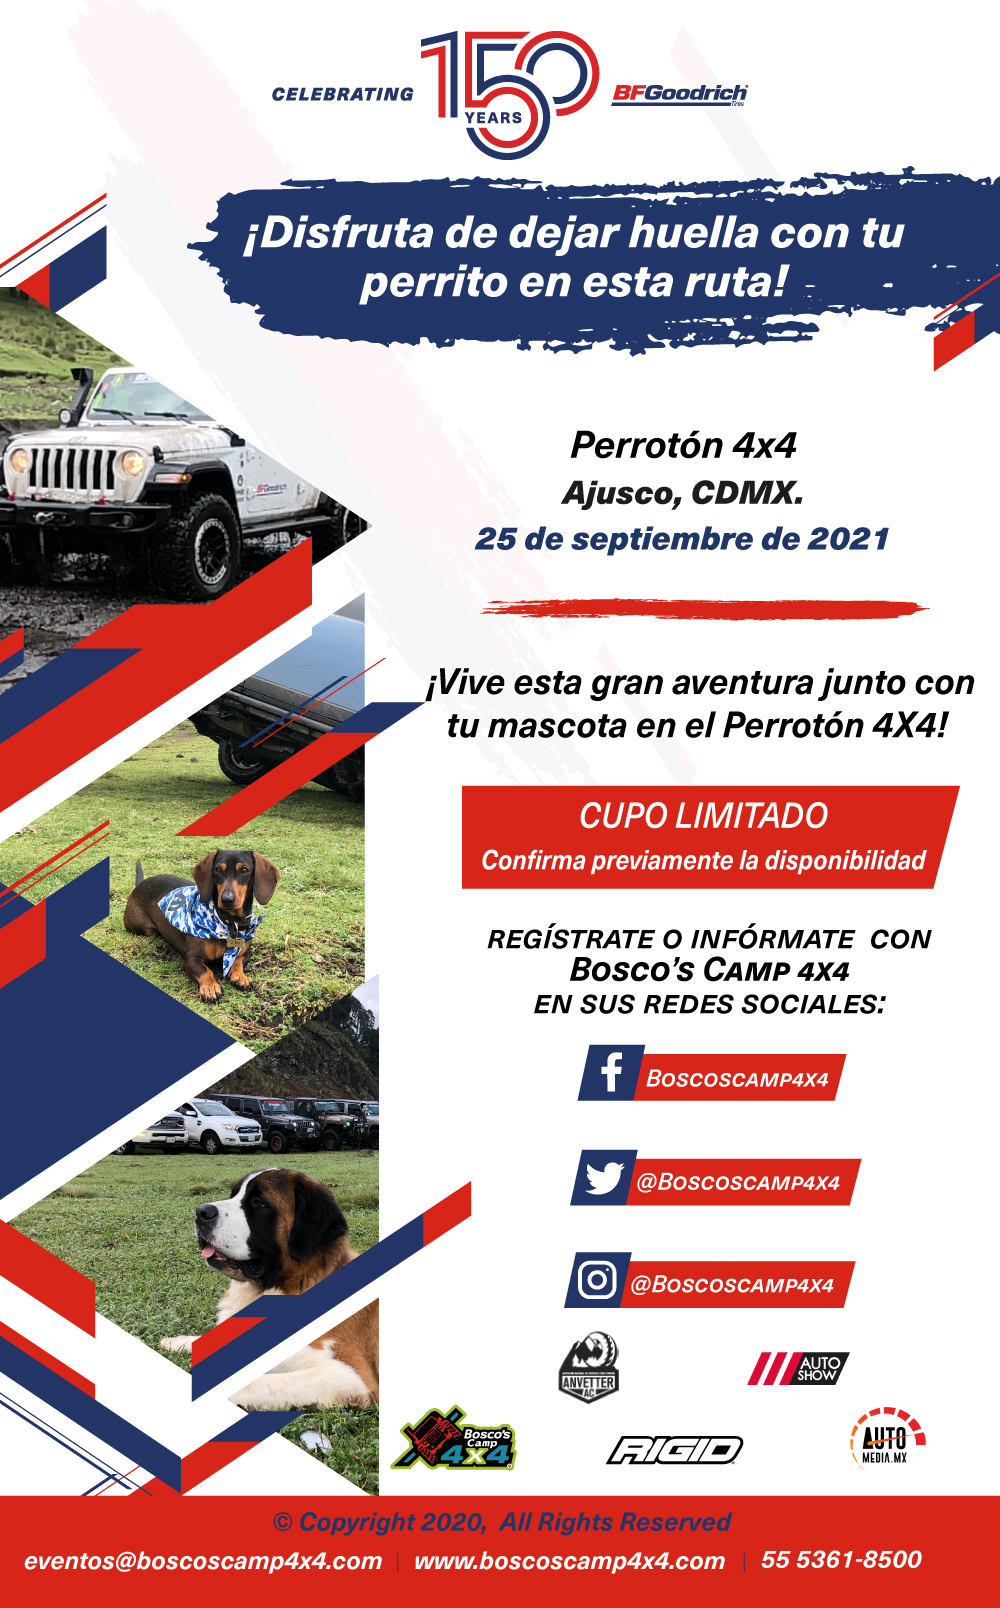 CELEBRATING
150
YEARS
BFGoodrich
Tires
¡Disfruta de dejar huella con tu
perrito en esta ruta!
BFGoodrich
Perrotón 4x4
Ajusco, CDMX.
25 de septiembre de 2021
¡Vive esta gran aventura junto con
tu mascota en el Perrotón 4X4!
CUPO LIMITADO
Confirma previamente la disponibilidad
REGÍSTRATE O INFÓRMATE CON
BOSCO'S CAMP 4X4
EN SUS REDES SOCIALES:
BOSCOSCAMP4X4
@BOSCOSCAMP4X4
@BOSCOSCAMP4X4
ANVETTER
AC
AUTO
SHOW
Bosco's
Camp
4x4
RIGID
AUTO
MEDIA.MX
© Copyright 2020, All Rights Reserved
eventos@boscoscamp4x4.com | www.boscoscamp4x4.com | 55 5361-8500